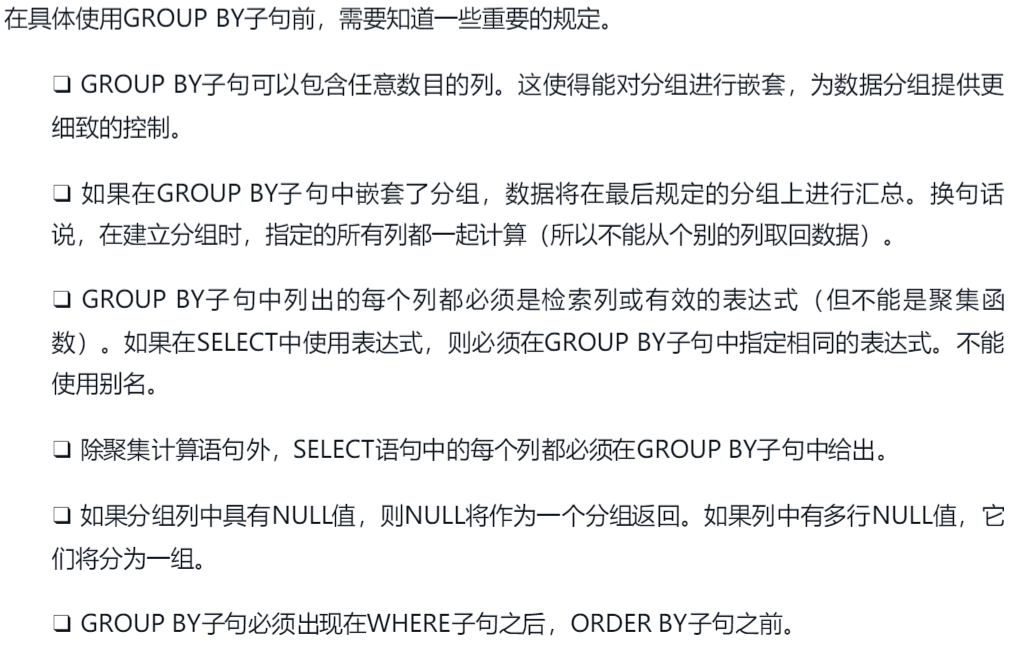 在具体使用GROUP BY子句前，需要知道一些重要的规定。
❏ GROUP BY子句可以包含任意数目的列。这使得能对分组进行嵌套，为数据分组提供更
细致的控制。
❏ 如果在GROUP BY子句中嵌套了分组，数据将在最后规定的分组上进行汇总。换句话
说，在建立分组时，指定的所有列都一起计算（所以不能从个别的列取回数据）。
❏ GROUP BY子句中列出的每个列都必须是检索列或有效的表达式（但不能是聚集函
数）。如果在SELECT中使用表达式，则必须在GROUP BY子句中指定相同的表达式。不能
使用别名。
❏ 除聚集计算语句外，SELECT语句中的每个列都必须在GROUP BY子句中给出。
❏ 如果分组列中具有NULL值，则NULL将作为一个分组返回。如果列中有多行NULL值，它
们将分为一组。
❏ GROUP BY子句必须出现在WHERE子句之后，ORDER BY子句之前。